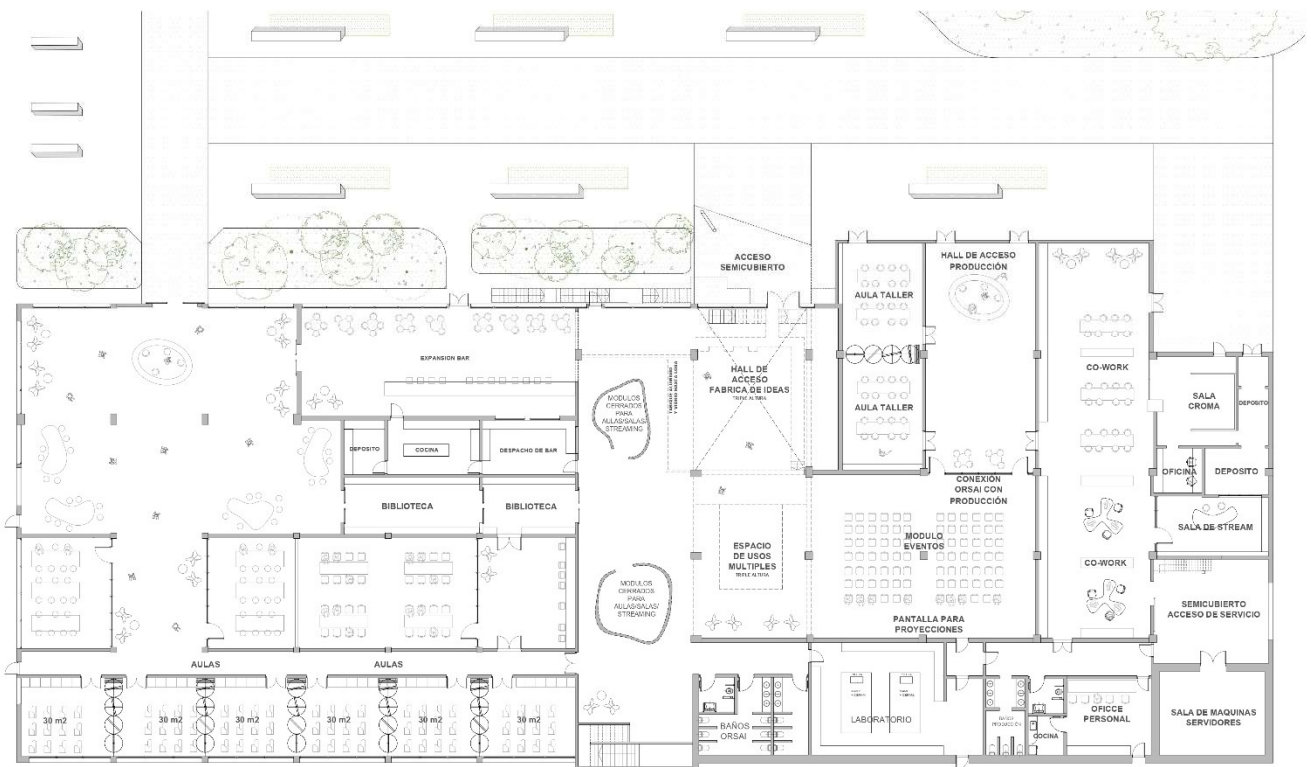 ACCESO
SEMICUBIERTO
HALL DE ACCESO
PRODUCCIÓN
AULA TALLER
EXPANSION BAR
HALL DE
ACCESO
FABRICA DE IDEAS
TRIPLE ALTURA
CO-WORK
SALA
CROMA
DEPOSITO
MODULOS
CERRADOS
PARA
AULAS/SALAS/
STREAMING
AULA TALLER
DEPOSITO
COCINA
DESPACHO DE BAR
OFICINA
DEPOSITO
BIBLIOTECA
BIBLIOTECA
CONEXIÓN
ORSAI CON
PRODUCCIÓN
SALA DE STREAM
MODULO
EVENTOS
ESPACIO
DE USOS
MULTIPLES
TRIPLE ALTURA
CO-WORK
MODULOS
CERRADOS
PARA
AULAS/SALAS/
STREAMING
SEMICUBIERTO
ACCESO DE SERVICIO
PANTALLA PARA
PROYECCIONES
AULAS
AULAS
30 m2
30 m2
30 m2
30 m2
30 m2
30 m2
BAÑOS
ORSAI
LABORATORIO
BAÑOS
PRODUCCIÓN
COCINA
OFICCE
PERSONAL
SALA DE MAQUINAS
SERVIDORES